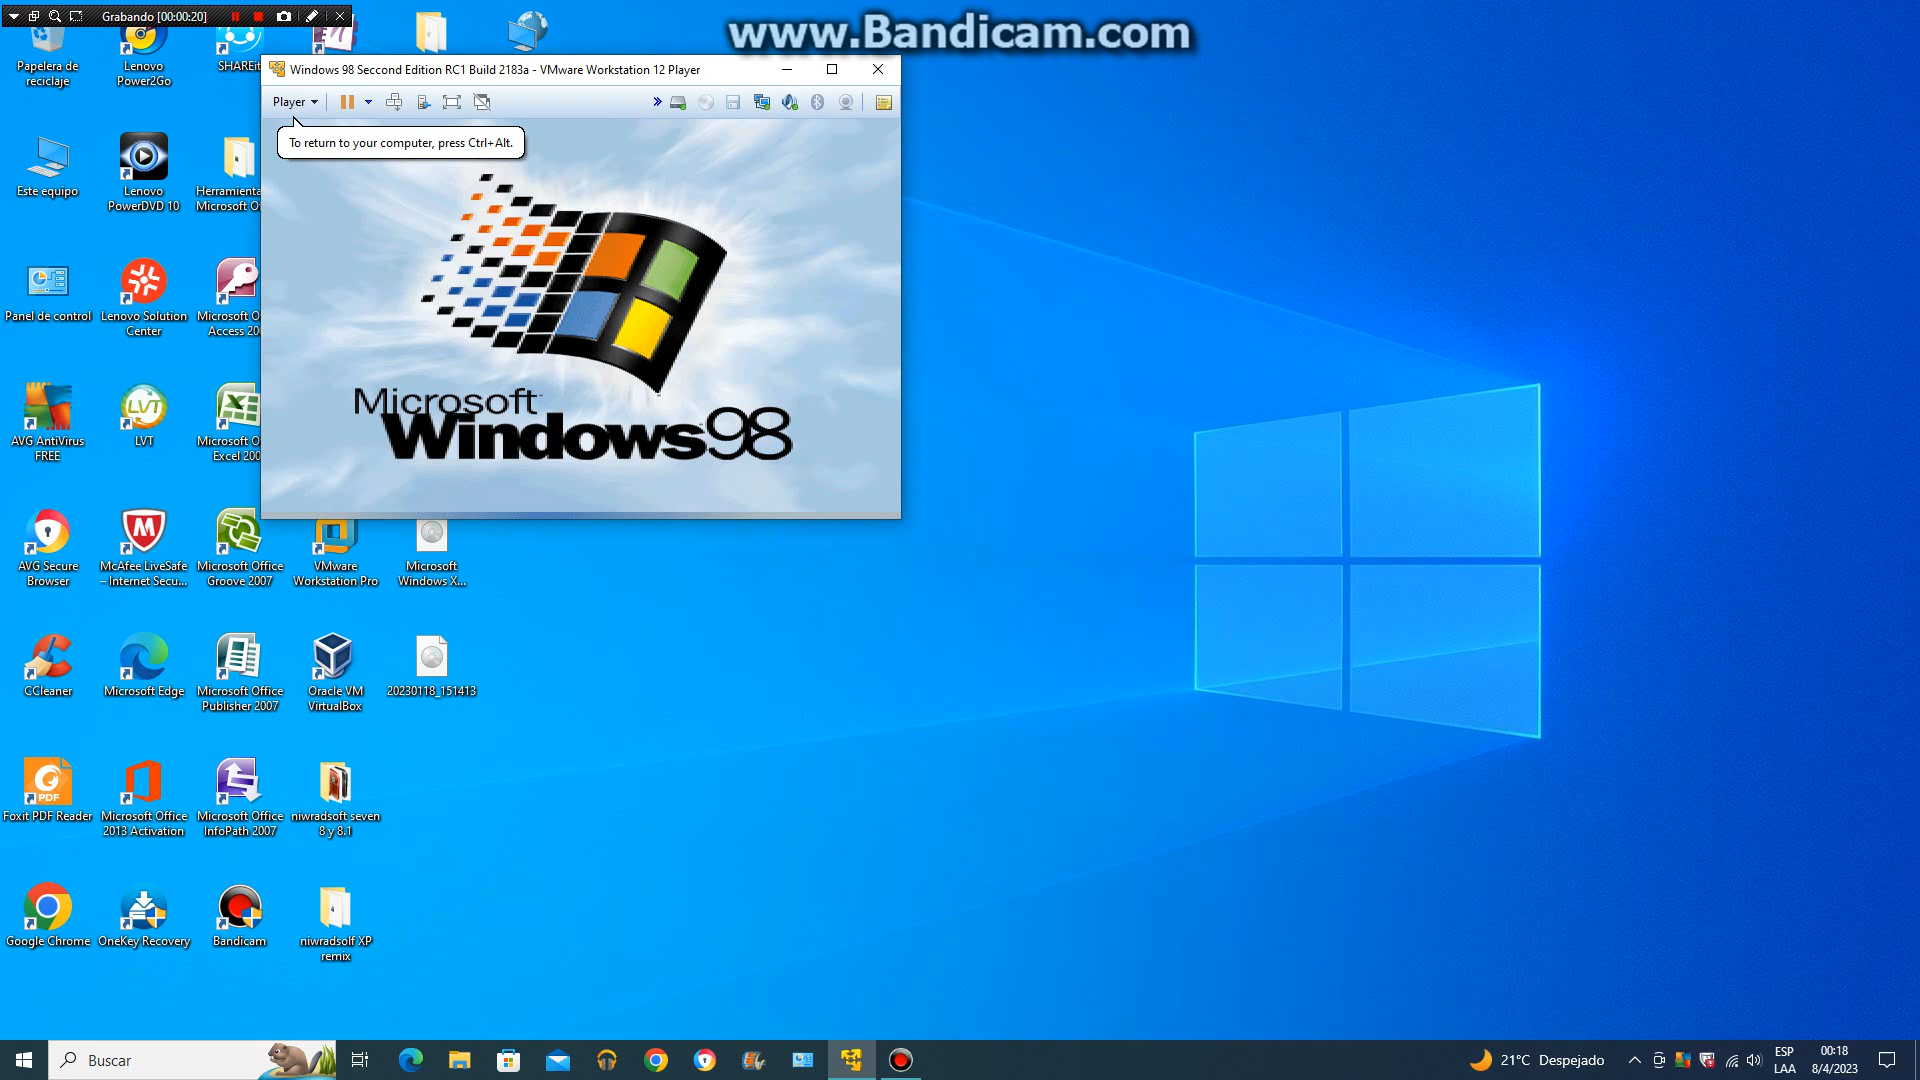 Grabando [00:00:20]
www.Bandicam.com
Papelera de
reciclaje
Lenovo
Power2Go
SHAREit
Windows 98 Seccond Edition RC1 Build 2183a - VMware Workstation 12 Player
Player
To return to your computer, press Ctrl+Alt.
Microsoft
Windows98
Este equipo
Lenovo
PowerDVD 10
Herramienta
Microsoft Of
Panel de control
Lenovo Solution
Center
Microsoft O
Access 20
AVG AntiVirus
FREE
LVT
LVT
Microsoft O
Excel 200
AVG Secure
Browser
McAfee LiveSafe
– Internet Secu...
Microsoft Office
Groove 2007
VMware
Workstation Pro
Microsoft
Windows X...
CCleaner
Microsoft Edge
Microsoft Office
Publisher 2007
Oracle VM
VirtualBox
20230118_151413
PDF
Foxit PDF Reader
Microsoft Office
2013 Activation
Microsoft Office
InfoPath 2007
niwradsoft seven
8 y 8.1
Google Chrome
OneKey Recovery
Bandicam
niwradsolf XP
remix
Buscar
21°C Despejado
ESP
LAA
00:18
8/4/2023